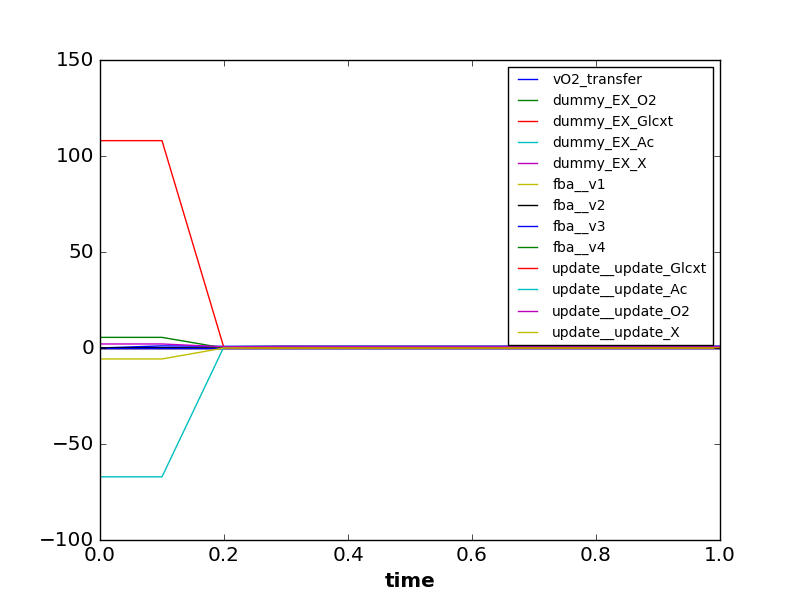 150
100
50
0
−50
−100
vO2_transfer
dummy_EX_O2
dummy_EX_Glcxt
dummy_EX_Ac
dummy_EX_X
fba__v1
fba__v2
fba__v3
fba__v4
update__update_Glcxt
update__update_Ac
update__update_O2
update__update_X
0.0 0.2 0.4 0.6 0.8 1.0
time